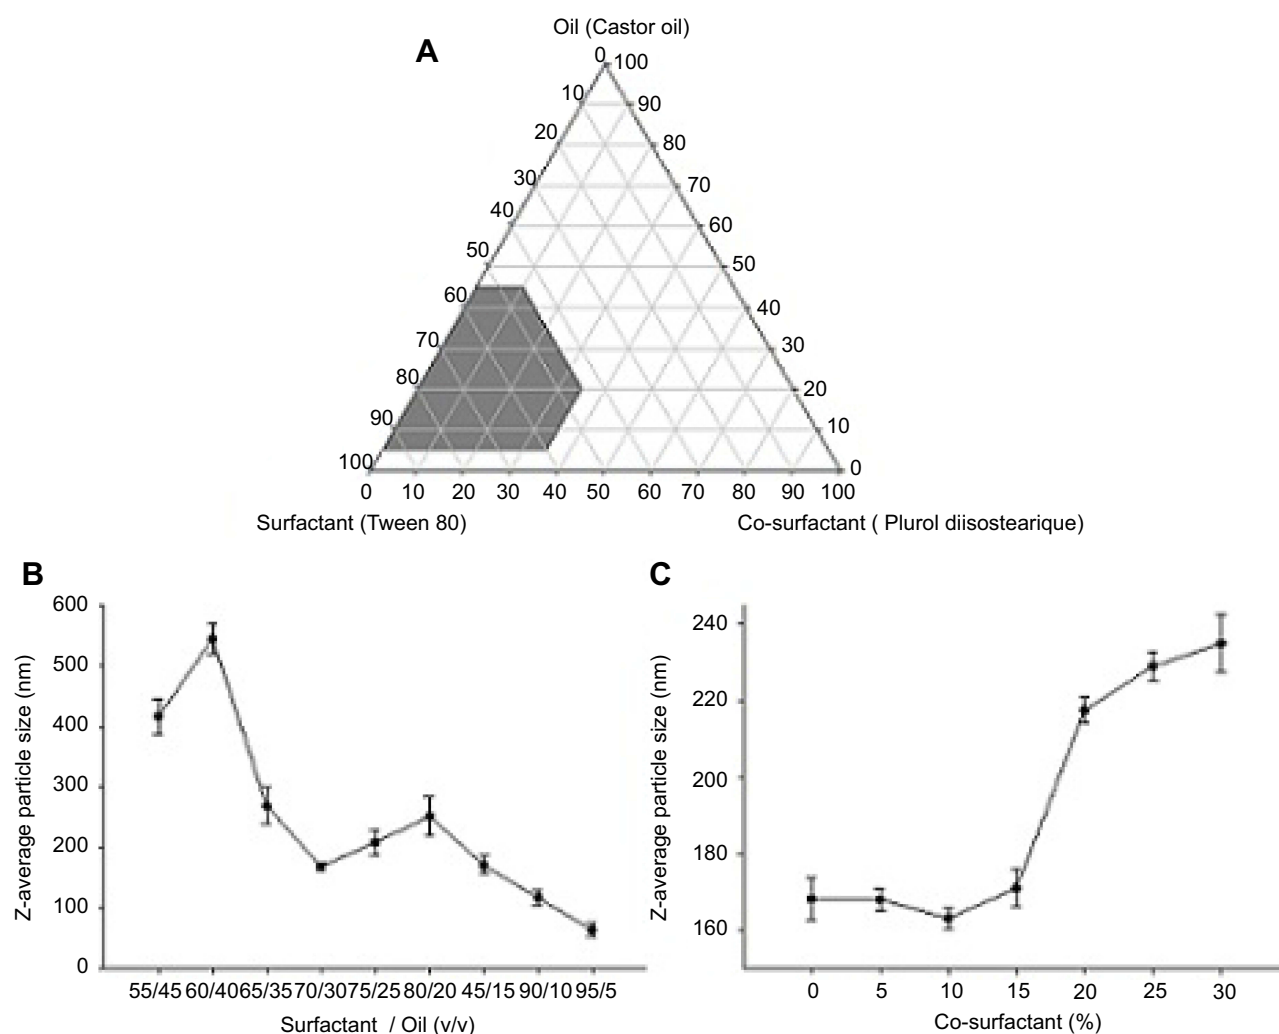 Oil (Castor oil)
A
0 100
10 90
20 80
30 70
40 60
50 50
60 40
70 30
80 20
90 10
100 0
0 10 20 30 40 50 60 70 80 90 100
Surfactant (Tween 80) Co-surfactant ( Plurol diisostearique)
B
600
500
400
300
200
100
0
Z-average particle size (nm)
55/45 60/40 65/35 70/30 75/25 80/20 45/15 90/10 95/5
Surfactant / Oil (v/v)
C
240
220
200
180
160
Z-average particle size (nm)
0 5 10 15 20 25 30
Co-surfactant (%)